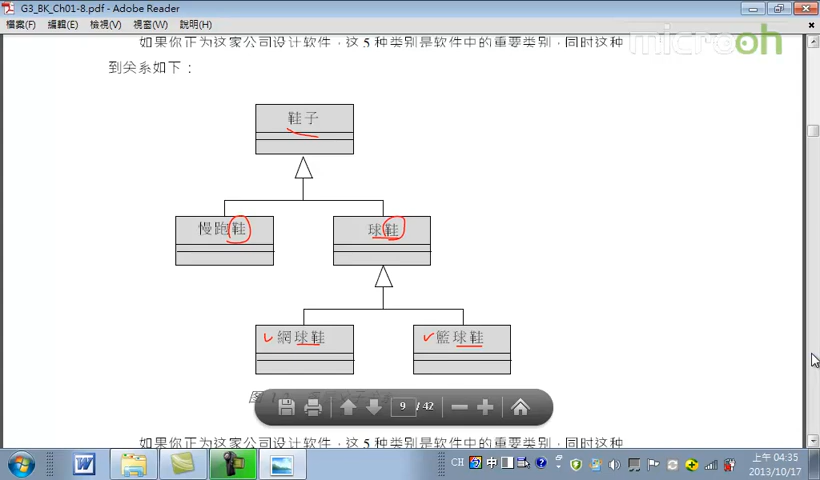 G3_BK_Ch01-8.pdf - Adobe Reader
檔案(F) 編輯(E) 檢視(V) 視窗(W) 說明(H)
microoh
如果你正为这家公司设计软件，这 5 种类别是软件中的重要类别，同时这种
到关系如下：
鞋子
慢跑鞋
球鞋
網球鞋
籃球鞋
9 / 42
如果你正为这家公司设计软件，这 5 种类别是软件中的重要类别，同时这种
CH 中
上午 04:35
2013/10/17